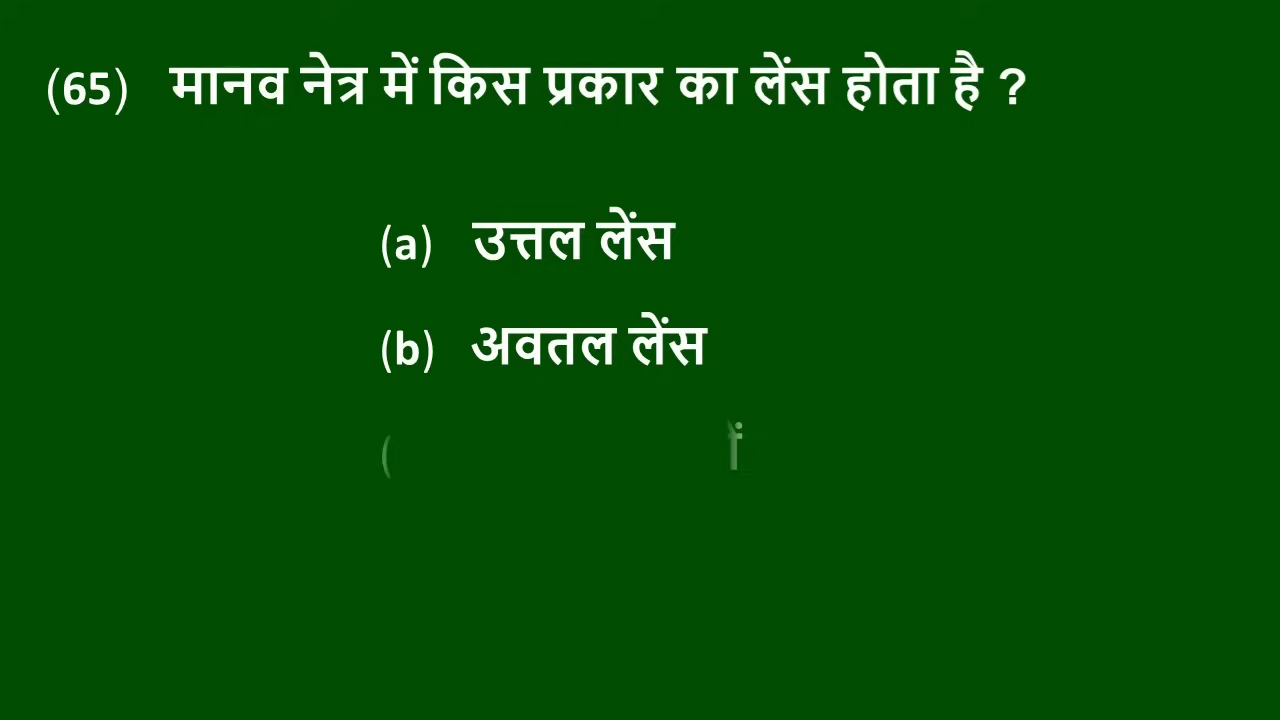 (65) मानव नेत्र में किस प्रकार का लेंस होता है ?
(a) उत्तल लेंस
(b) अवतल लेंस